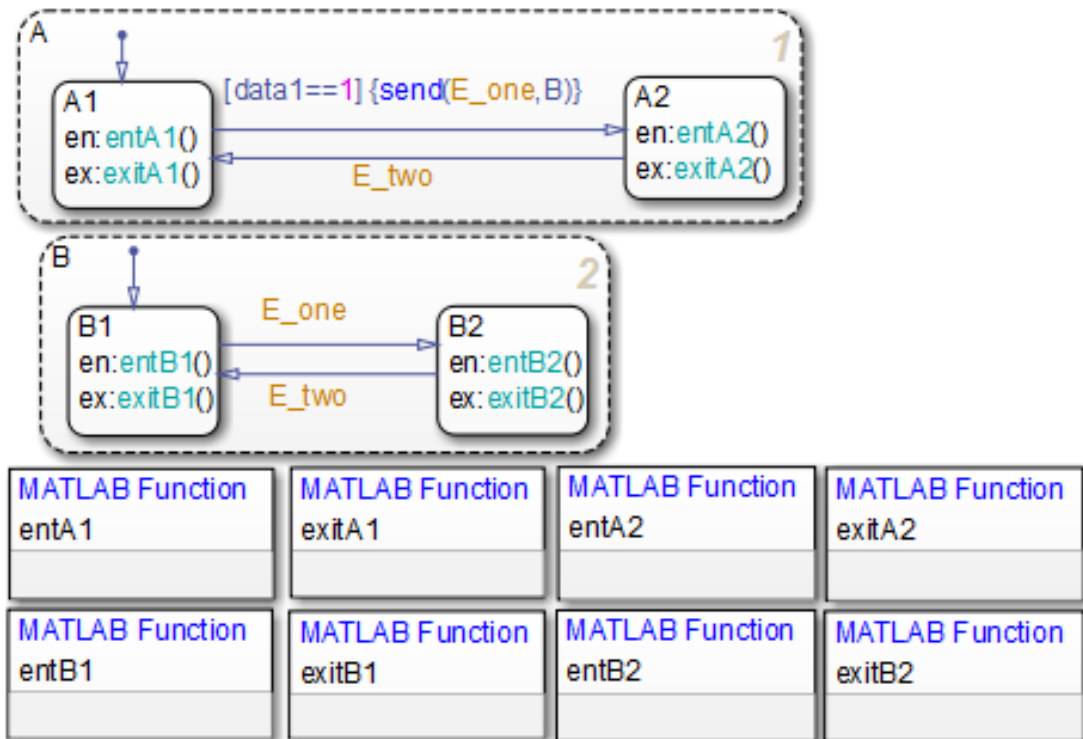 A
1
[data1==1] {send(E_one,B)}
A1
en:entA1()
ex:exitA1()
A2
en:entA2()
ex:exitA2()
E_two
B
2
E_one
B1
en:entB1()
ex:exitB1()
B2
en:entB2()
ex:exitB2()
E_two
MATLAB Function
entA1
MATLAB Function
exitA1
MATLAB Function
entA2
MATLAB Function
exitA2
MATLAB Function
entB1
MATLAB Function
exitB1
MATLAB Function
entB2
MATLAB Function
exitB2